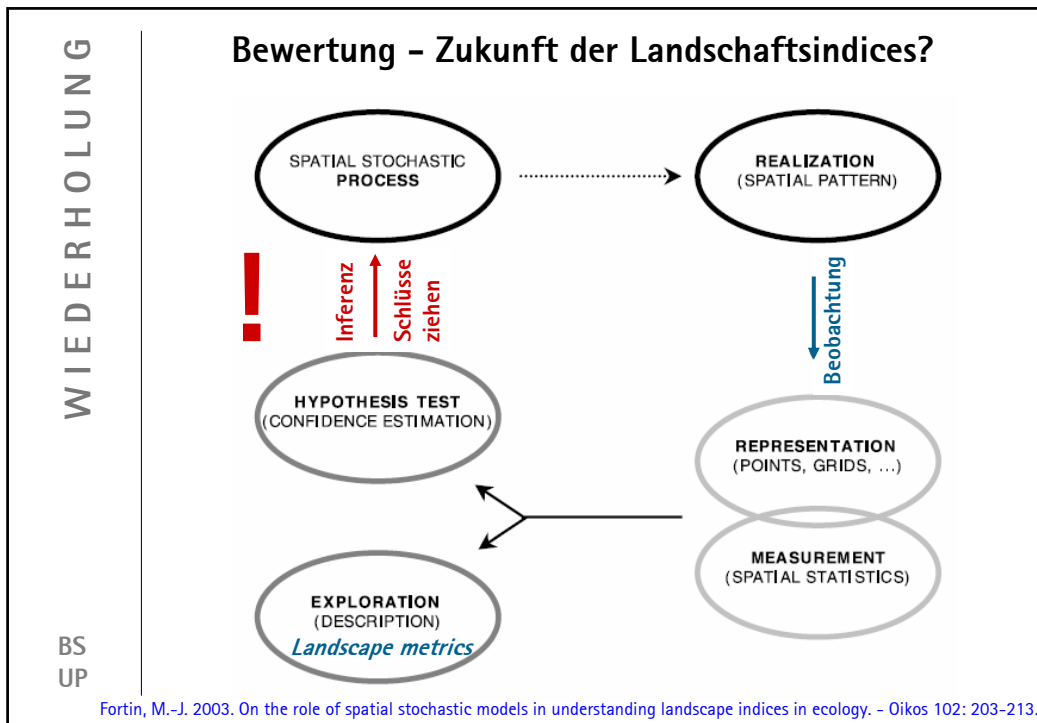 WIEDERHOLUNG
Bewertung - Zukunft der Landschaftsindices?
SPATIAL STOCHASTIC
PROCESS
REALIZATION
(SPATIAL PATTERN)
!
Inferenz
Schlüsse
ziehen
Beobachtung
HYPOTHESIS TEST
(CONFIDENCE ESTIMATION)
REPRESENTATION
(POINTS, GRIDS, ...)
MEASUREMENT
(SPATIAL STATISTICS)
EXPLORATION
(DESCRIPTION)
Landscape metrics
BS
UP
Fortin, M.-J. 2003. On the role of spatial stochastic models in understanding landscape indices in ecology. - Oikos 102: 203-213.